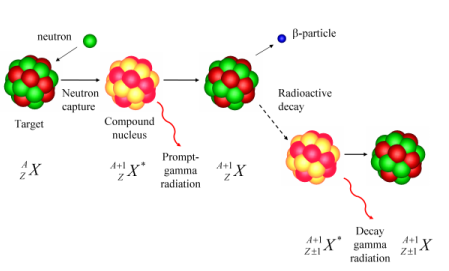 neutron
β-particle
Neutron
capture
Radioactive
decay
Target
Compound
nucleus
Prompt-
gamma
radiation
A
Z X
A+1
Z X*
A+1
Z X
Decay
gamma
radiation
A+1
Z±1 X*
A+1
Z±1 X